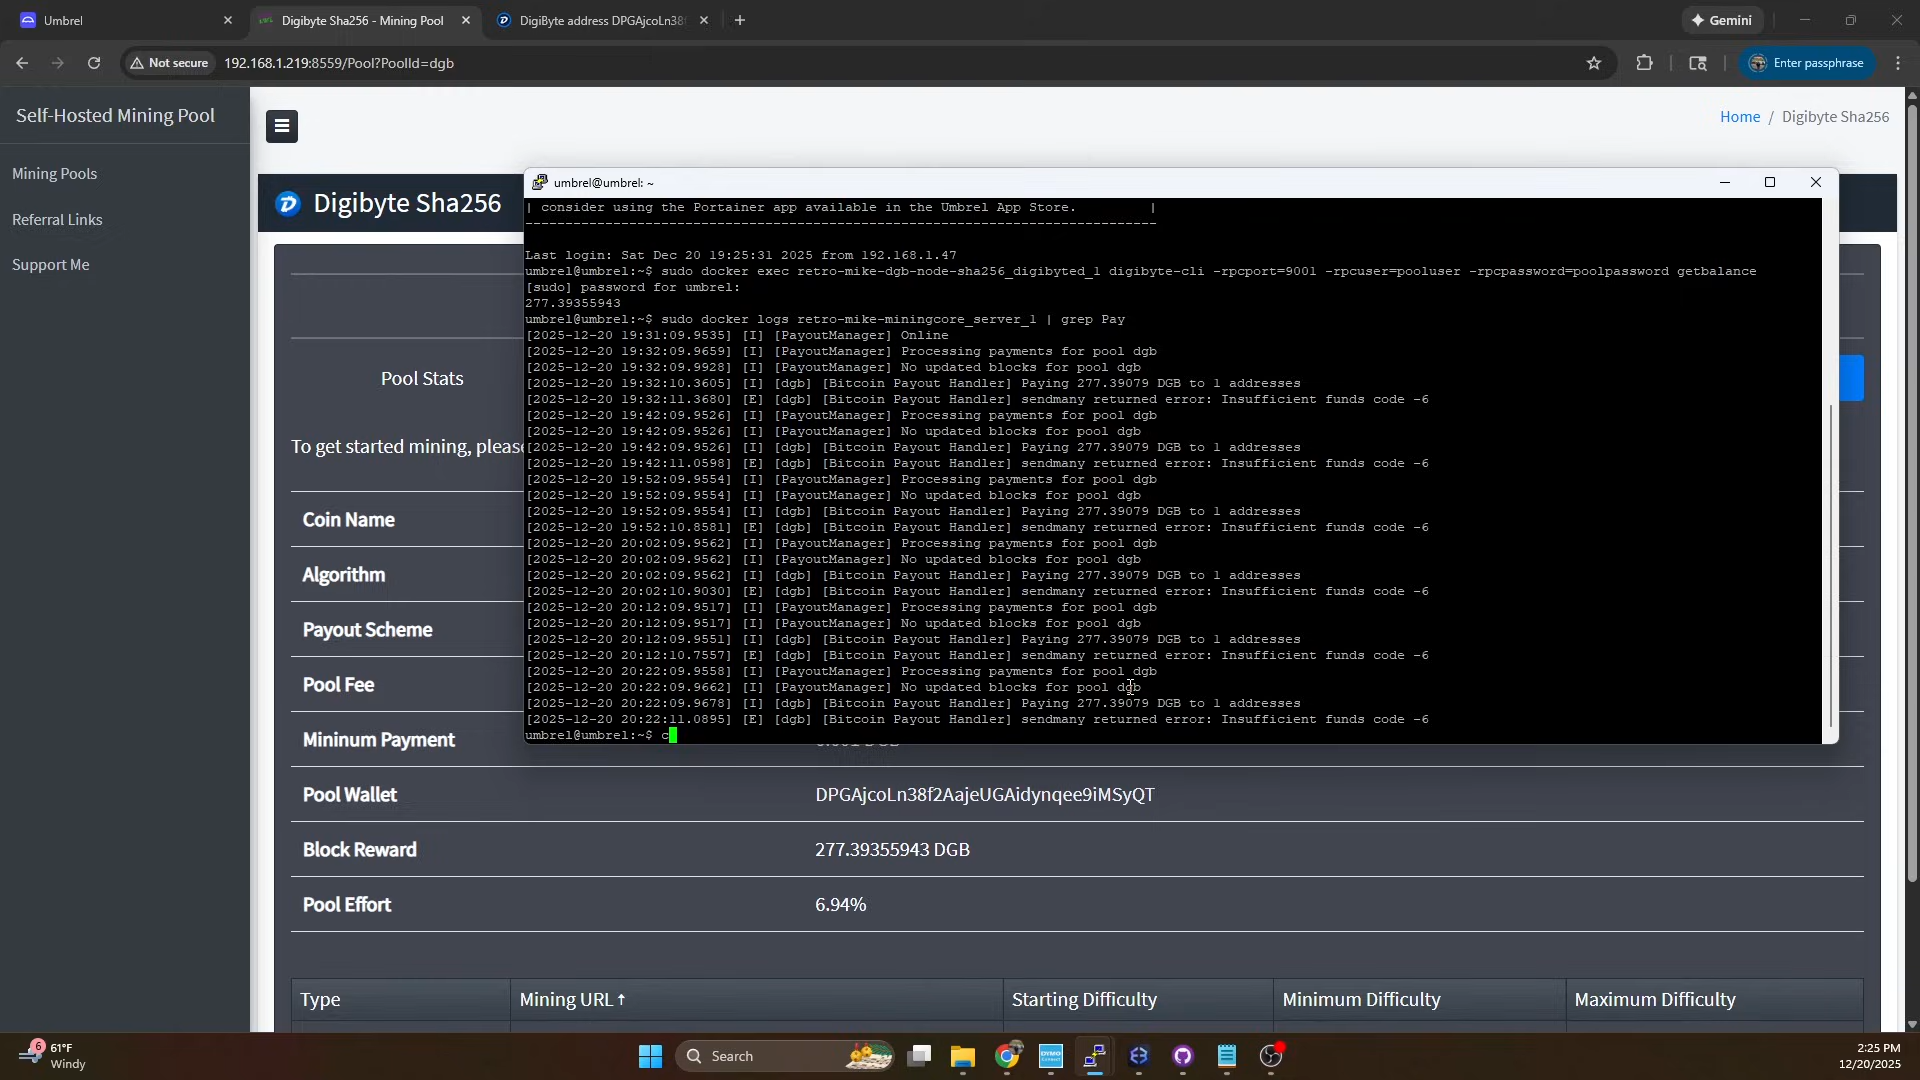 Umbrel
Digibyte Sha256 - Mining Pool
DigiByte address DPGAjcoLn38f
Gemini
Not secure
192.168.1.219:8559/Pool?PoolId=dgb
Enter passphrase
Self-Hosted Mining Pool
Mining Pools
Referral Links
Support Me
Home / Digibyte Sha256
Digibyte Sha256
umbrel@umbrel: ~
| consider using the Portainer app available in the Umbrel App Store. |
Last login: Sat Dec 20 19:25:31 2025 from 192.168.1.47
umbrel@umbrel:~$ sudo docker exec retro-mike-dgb-node-sha256_digibyted_1 digibyte-cli -rpcport=9001 -rpcuser=pooluser -rpcpassword=poolpassword getbalance
[sudo] password for umbrel:
277.39355943
umbrel@umbrel:~$ sudo docker logs retro-mike-miningcore_server_1 | grep Pay
[2025-12-20 19:31:09.9535] [I] [PayoutManager] Online
[2025-12-20 19:32:09.9659] [I] [PayoutManager] Processing payments for pool dgb
[2025-12-20 19:32:09.9928] [I] [PayoutManager] No updated blocks for pool dgb
[2025-12-20 19:32:10.3605] [I] [dgb] [Bitcoin Payout Handler] Paying 277.39079 DGB to 1 addresses
[2025-12-20 19:32:11.3680] [E] [dgb] [Bitcoin Payout Handler] sendmany returned error: Insufficient funds code -6
[2025-12-20 19:42:09.9526] [I] [PayoutManager] Processing payments for pool dgb
[2025-12-20 19:42:09.9526] [I] [PayoutManager] No updated blocks for pool dgb
[2025-12-20 19:42:09.9526] [I] [dgb] [Bitcoin Payout Handler] Paying 277.39079 DGB to 1 addresses
[2025-12-20 19:42:11.0598] [E] [dgb] [Bitcoin Payout Handler] sendmany returned error: Insufficient funds code -6
[2025-12-20 19:52:09.9554] [I] [PayoutManager] Processing payments for pool dgb
[2025-12-20 19:52:09.9554] [I] [PayoutManager] No updated blocks for pool dgb
[2025-12-20 19:52:09.9554] [I] [dgb] [Bitcoin Payout Handler] Paying 277.39079 DGB to 1 addresses
[2025-12-20 19:52:10.8581] [E] [dgb] [Bitcoin Payout Handler] sendmany returned error: Insufficient funds code -6
[2025-12-20 20:02:09.9562] [I] [PayoutManager] Processing payments for pool dgb
[2025-12-20 20:02:09.9562] [I] [PayoutManager] No updated blocks for pool dgb
[2025-12-20 20:02:09.9562] [I] [dgb] [Bitcoin Payout Handler] Paying 277.39079 DGB to 1 addresses
[2025-12-20 20:02:10.9030] [E] [dgb] [Bitcoin Payout Handler] sendmany returned error: Insufficient funds code -6
[2025-12-20 20:12:09.9517] [I] [PayoutManager] Processing payments for pool dgb
[2025-12-20 20:12:09.9517] [I] [PayoutManager] No updated blocks for pool dgb
[2025-12-20 20:12:09.9551] [I] [dgb] [Bitcoin Payout Handler] Paying 277.39079 DGB to 1 addresses
[2025-12-20 20:12:10.7557] [E] [dgb] [Bitcoin Payout Handler] sendmany returned error: Insufficient funds code -6
[2025-12-20 20:22:09.9558] [I] [PayoutManager] Processing payments for pool dgb
[2025-12-20 20:22:09.9662] [I] [PayoutManager] No updated blocks for pool dgb
[2025-12-20 20:22:09.9678] [I] [dgb] [Bitcoin Payout Handler] Paying 277.39079 DGB to 1 addresses
[2025-12-20 20:22:11.0895] [E] [dgb] [Bitcoin Payout Handler] sendmany returned error: Insufficient funds code -6
umbrel@umbrel:~$ c
Pool Stats
To get started mining, please
Coin Name
Algorithm
Payout Scheme
Pool Fee
Mininum Payment
Pool Wallet DPGAjcoLn38f2AajeUGAidynqee9iMSyQT
Block Reward 277.39355943 DGB
Pool Effort 6.94%
Type Mining URL ↑ Starting Difficulty Minimum Difficulty Maximum Difficulty
6
61°F
Windy
Search
DYMO
2:25 PM
12/20/2025